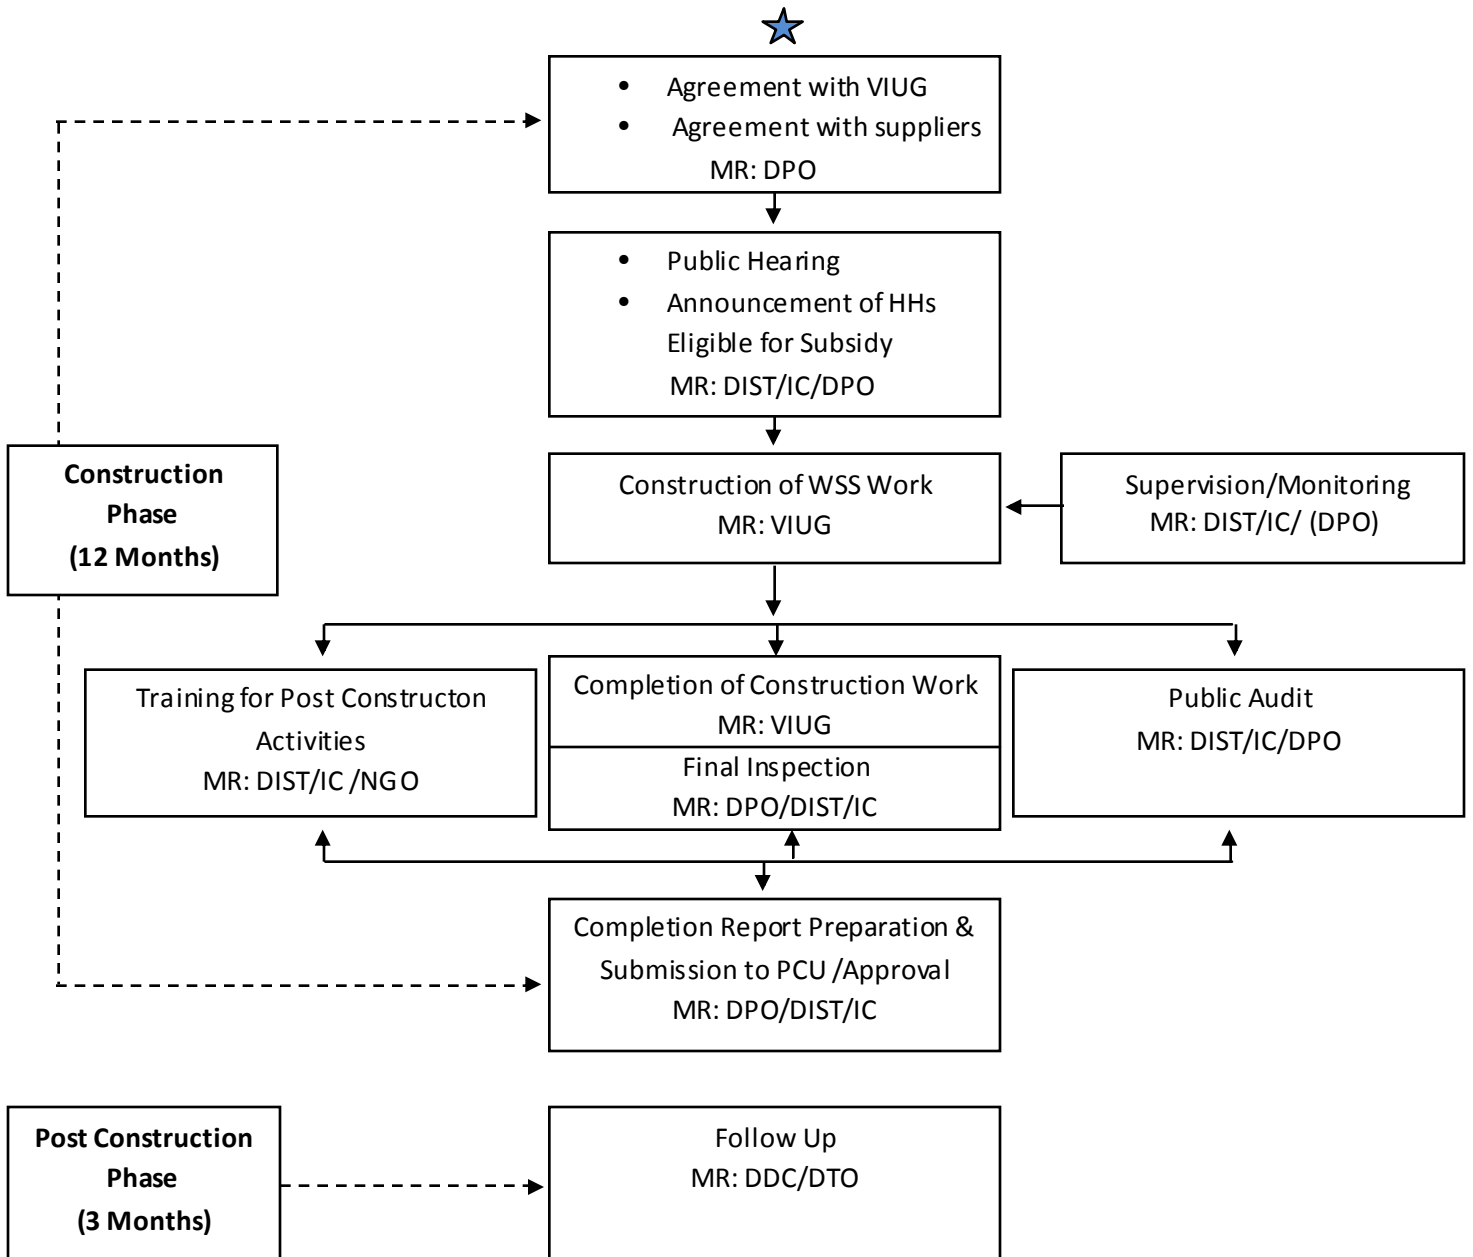 • Agreement with VIUG
• Agreement with suppliers
MR: DPO
• Public Hearing
• Announcement of HHs
Eligible for Subsidy
MR: DIST/IC/DPO
Construction
Phase
(12 Months)
Construction of WSS Work
MR: VIUG
Supervision/Monitoring
MR: DIST/IC/ (DPO)
Training for Post Constructon
Activities
MR: DIST/IC /NGO
Completion of Construction Work
MR: VIUG
Final Inspection
MR: DPO/DIST/IC
Public Audit
MR: DIST/IC/DPO
Completion Report Preparation &
Submission to PCU /Approval
MR: DPO/DIST/IC
Post Construction
Phase
(3 Months)
Follow Up
MR: DDC/DTO